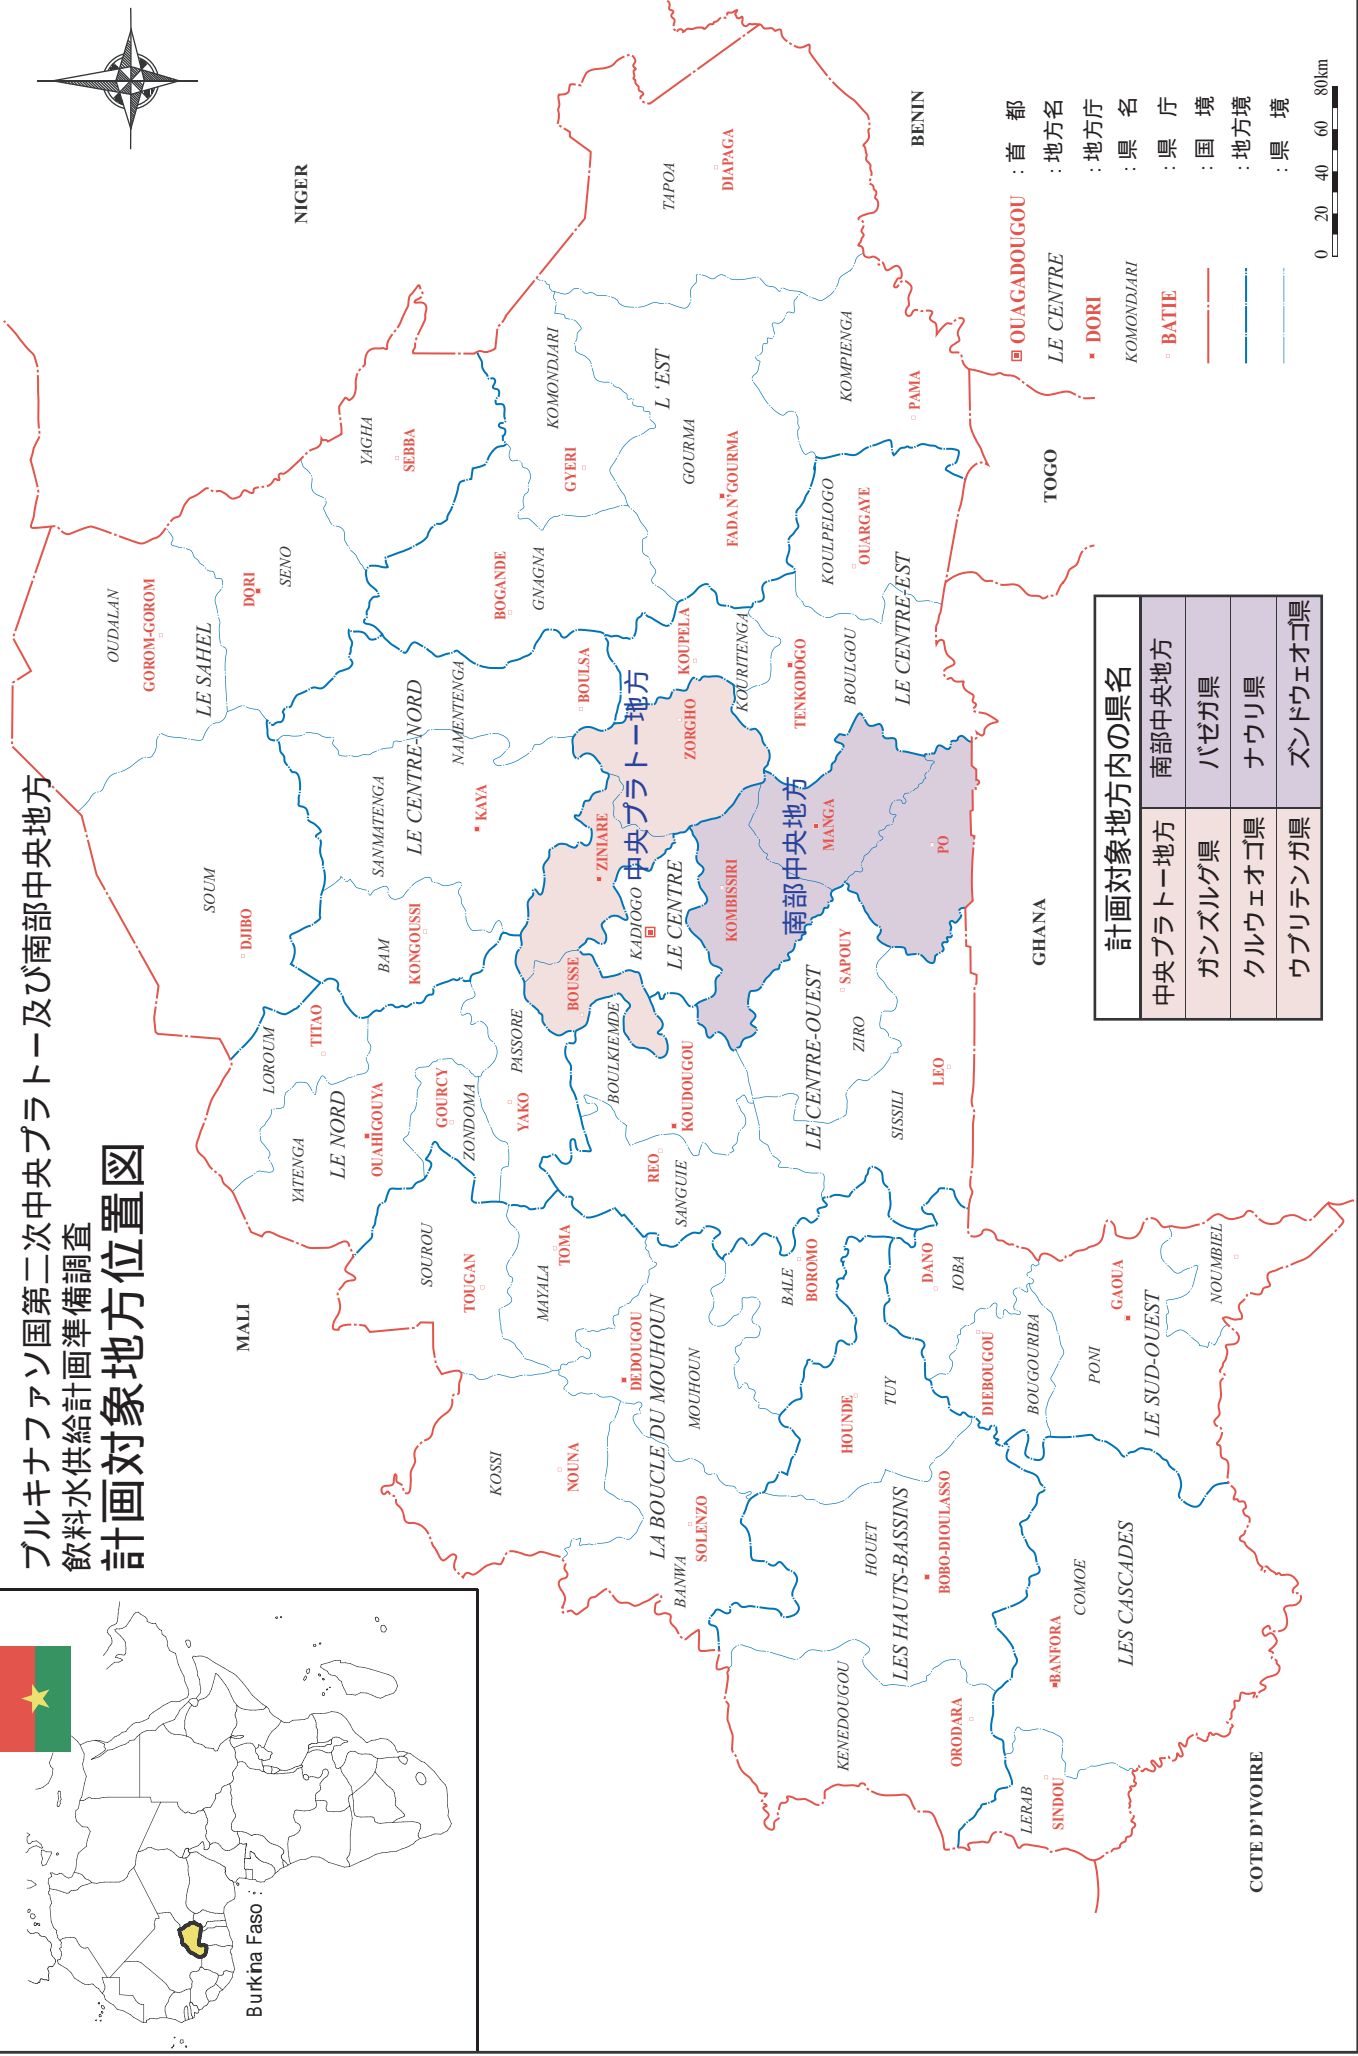 ブルキナファソ国第二次中央プラトー及び南部中央地方
飲料水供給計画準備調査
計画対象地方位置図
Burkina Faso :
MALI
NIGER
BENIN
TOGO
GHANA
COTE D'IVOIRE
OUDALAN
GOROM-GOROM
LE SAHEL
DORI
SENO
YAGHA
SEBBA
SOUM
DJIBO
LOROUM
TITAO
YATENGA
LE NORD
OUAHIGOUYA
GOURCY
ZONDOMA
PASSORE
YAKO
BAM
KONGOUSSI
SANMATENGA
LE CENTRE-NORD
KAYA
NAMENTENGA
BOULSA
BOGANDE
GNAGNA
KOMONDJARI
GYERI
L 'EST
GOURMA
FADA N'GOURMA
TAPOA
DIAPAGA
KOMPIENGA
PAMA
KOULPELOGO
OUARGAYE
LE CENTRE-EST
BOULGOU
TENKODOGO
KOURITENGA
KOUPELA
中央プラトー地方
ZORGHO
ZINIARE
BOUSSE
KADIOGO
LE CENTRE
南部中央地方
KOMBISSIRI
MANGA
PO
BOULKIEMDE
KOUDOUGOU
REO
SANGUIE
LE CENTRE-OUEST
SAPOUY
ZIRO
SISSILI
LEO
SOUROU
TOUGAN
MAYALA
TOMA
KOSSI
NOUNA
DEDOUGOU
LA BOUCLE DU MOUHOUN
MOUHOUN
BANWA
SOLENZO
BALE
BOROMO
HOUNDE
TUY
HOUET
LES HAUTS-BASSINS
BOBO-DIOULASSO
KENEDOUGOU
ORODARA
DANO
IOBA
DIEBOUGOU
BOUGOURIBA
PONI
GAOUA
LE SUD-OUEST
NOUMBIEL
BANFORA
COMOE
LES CASCADES
LERAB
SINDOU
OUAGADOUGOU : 首 都
LE CENTRE : 地方名
DORI : 地方庁
KOMONDJARI : 県 名
BATIE : 県 庁
: 国 境
: 地方境
: 県 境
0 20 40 60 80km
計画対象地方内の県名
中央プラトー地方 南部中央地方
ガンズルグ県 バゼガ県
クルウェオゴ県 ナウリ県
ウブリテンガ県 ズンドウェオゴ県